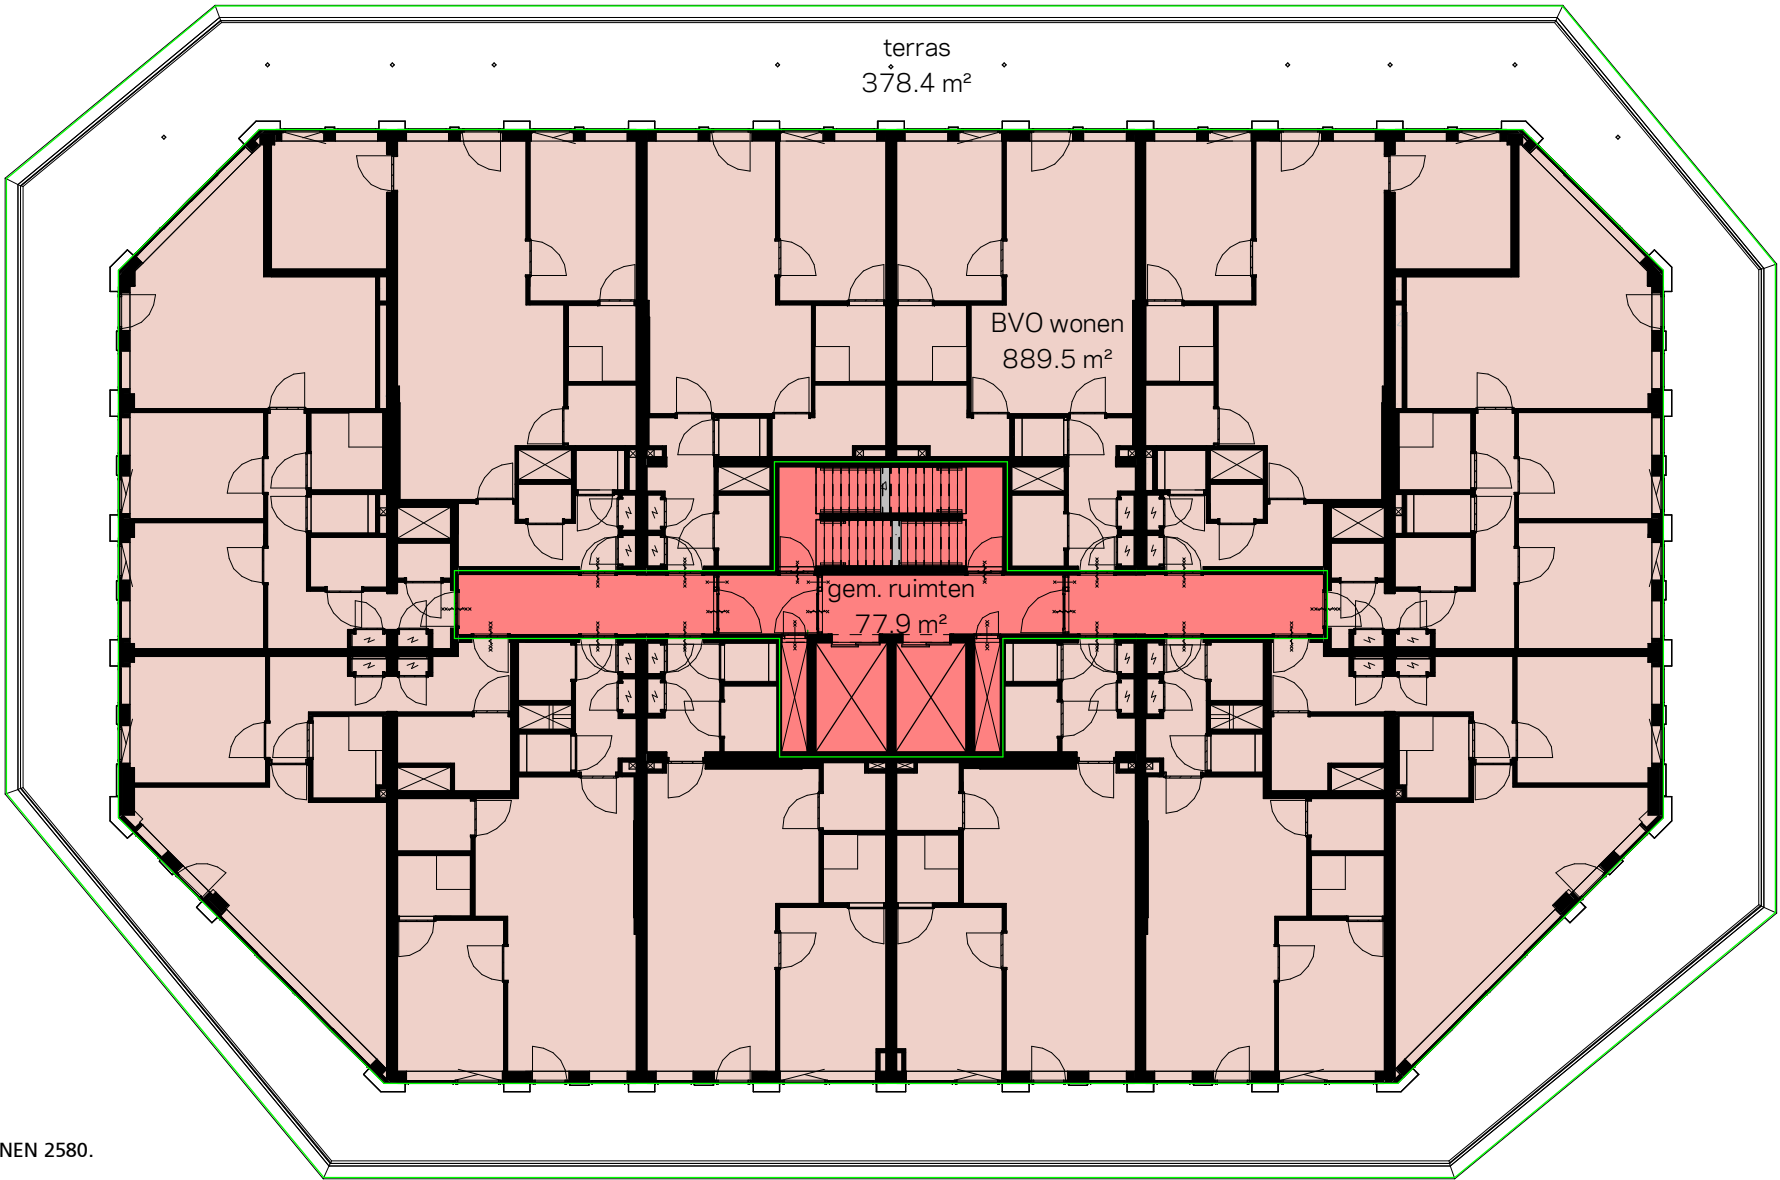 terras
378.4 m²
BVO wonen
889.5 m²
gem. ruimten
77.9 m²
NEN 2580.